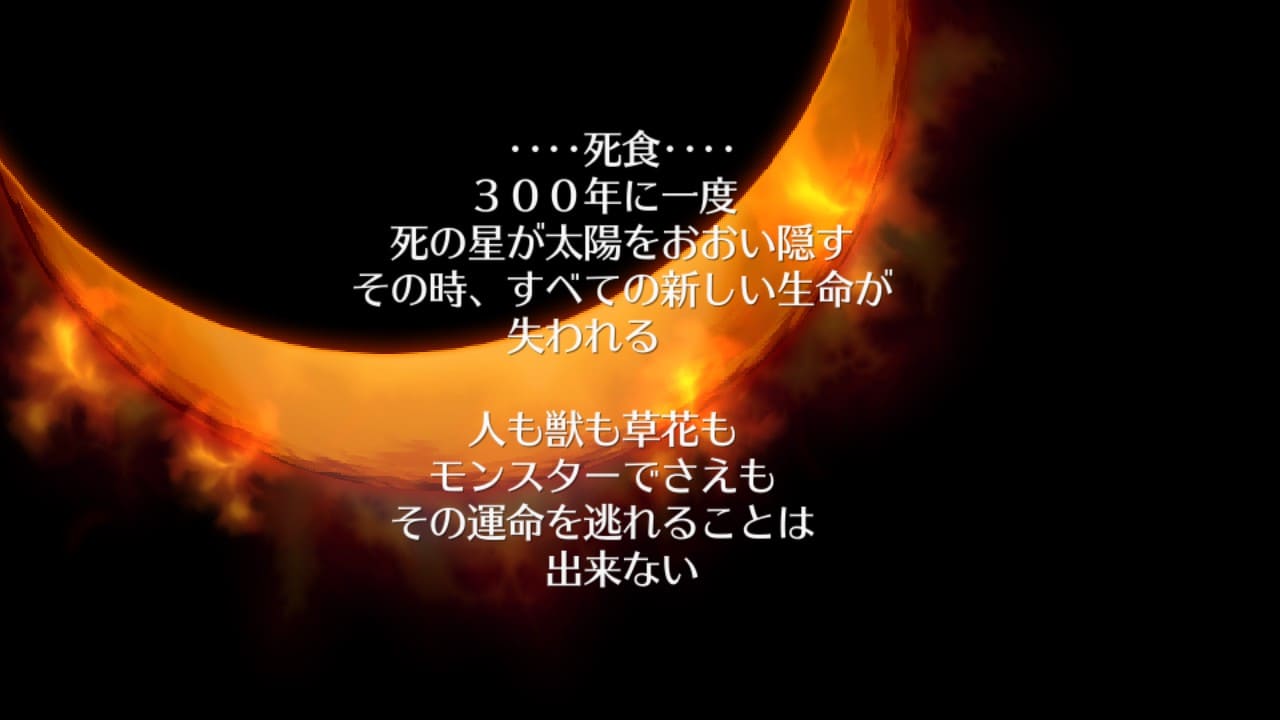 ‥‥死食‥‥
３００年に一度
死の星が太陽をおおい隠す
その時、すべての新しい生命が
失われる
人も獣も草花も
モンスターでさえも
その運命を逃れることは
出来ない